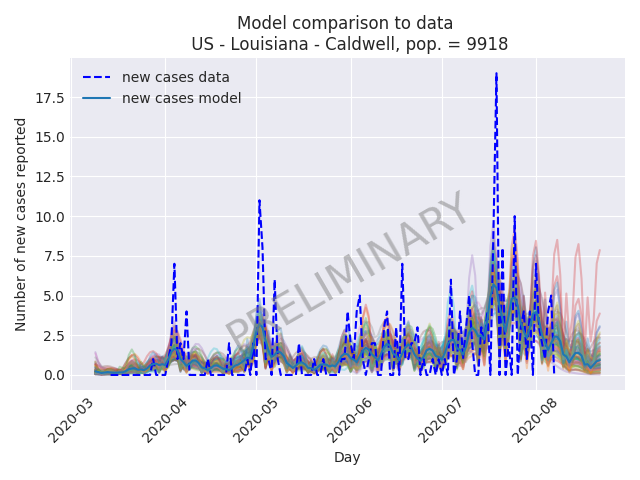 Model comparison to data
US - Louisiana - Caldwell, pop. = 9918
new cases data
new cases model
PRELIMINARY
Number of new cases reported
17.5
15.0
12.5
10.0
7.5
5.0
2.5
0.0
2020-03
2020-04
2020-05
2020-06
2020-07
2020-08
Day